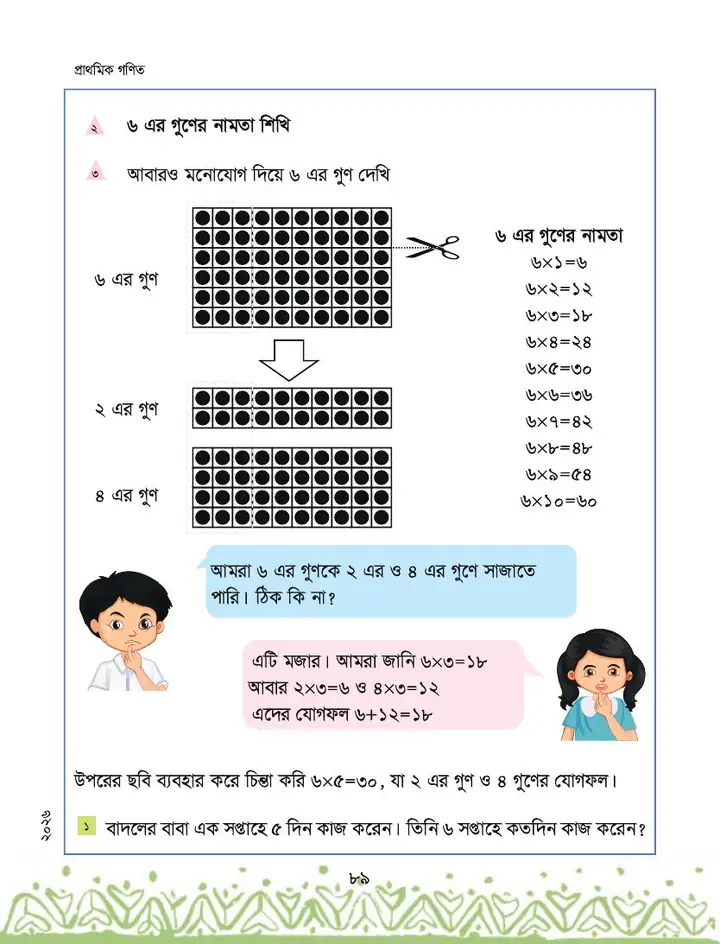 প্রাথমিক গণিত
২ ৬ এর গুণের নামতা শিখি
৩ আবারও মনোযোগ দিয়ে ৬ এর গুণ দেখি
৬ এর গুণ
২ এর গুণ
৪ এর গুণ
৬ এর গুণের নামতা
৬×১=৬
৬×২=১২
৬×৩=১৮
৬×৪=২৪
৬×৫=৩০
৬×৬=৩৬
৬×৭=৪২
৬×৮=৪৮
৬×৯=৫৪
৬×১০=৬০
আমরা ৬ এর গুণকে ২ এর ও ৪ এর গুণে সাজাতে
পারি। ঠিক কি না?
এটি মজার। আমরা জানি ৬×৩=১৮
আবার ২×৩=৬ ও ৪×৩=১২
এদের যোগফল ৬+১২=১৮
উপরের ছবি ব্যবহার করে চিন্তা করি ৬×৫=৩০, যা ২ এর গুণ ও ৪ গুণের যোগফল।
১ বাদলের বাবা এক সপ্তাহে ৫ দিন কাজ করেন। তিনি ৬ সপ্তাহে কতদিন কাজ করেন?
২০২৬
৮৯